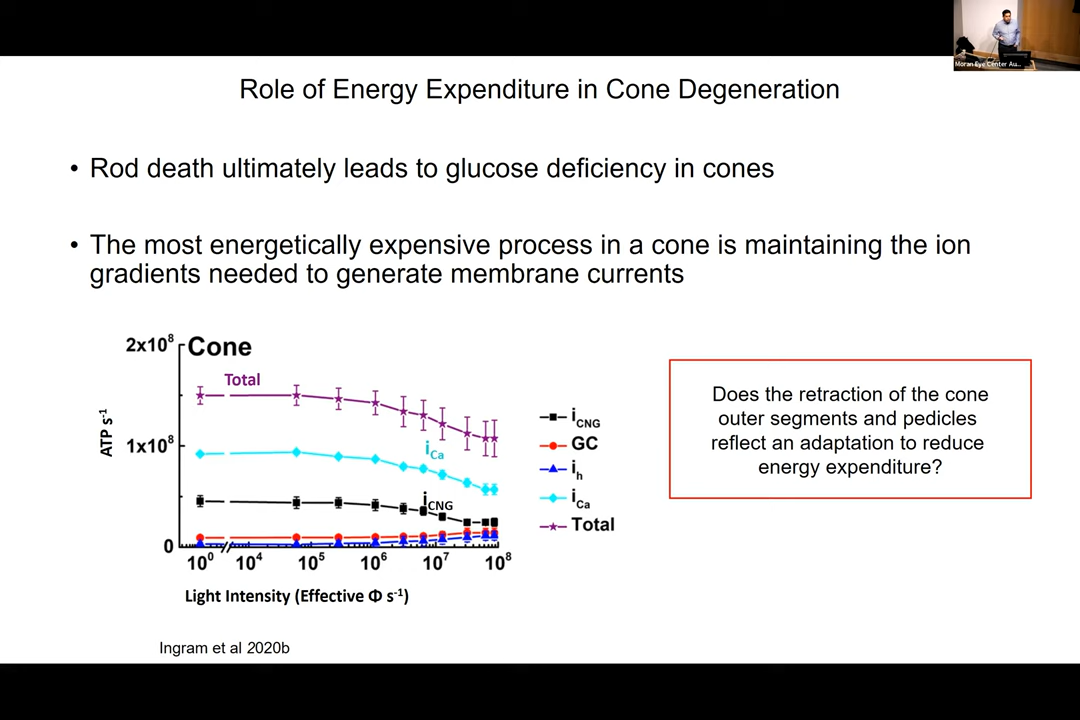 Moran Eye Center Au...
Role of Energy Expenditure in Cone Degeneration
• Rod death ultimately leads to glucose deficiency in cones
• The most energetically expensive process in a cone is maintaining the ion
gradients needed to generate membrane currents
Cone
2x10⁸
1x10⁸
0
ATP s⁻¹
Total
iCa
iCNG
10⁰ 10⁴ 10⁵ 10⁶ 10⁷ 10⁸
Light Intensity (Effective Φ s⁻¹)
iCNG
GC
ih
iCa
Total
Does the retraction of the cone
outer segments and pedicles
reflect an adaptation to reduce
energy expenditure?
Ingram et al 2020b